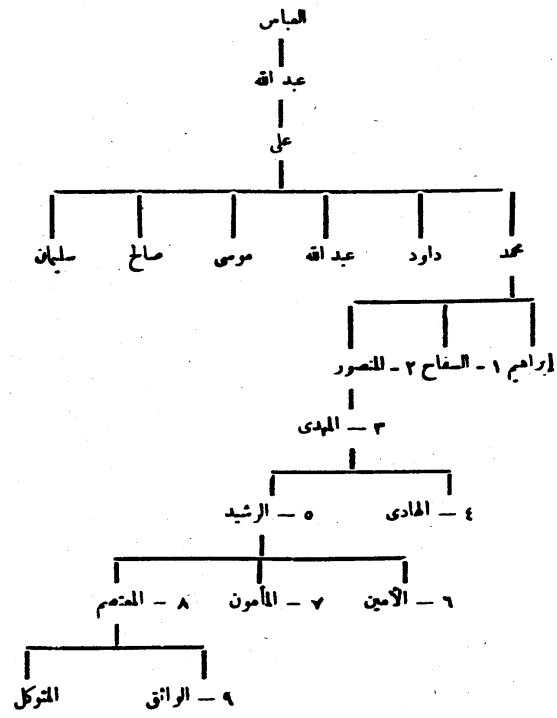 العباس
عبد الله
على
محمد داود عبد الله موسى صالح سليمان
إبراهيم ١ - السفاح ٢ - المنصور
٣ - المهدى
٤ - الهادى ٥ - الرشيد
٦ - الأمين ٧ - المأمون ٨ - المعتصم
٩ - الواثق المتوكل